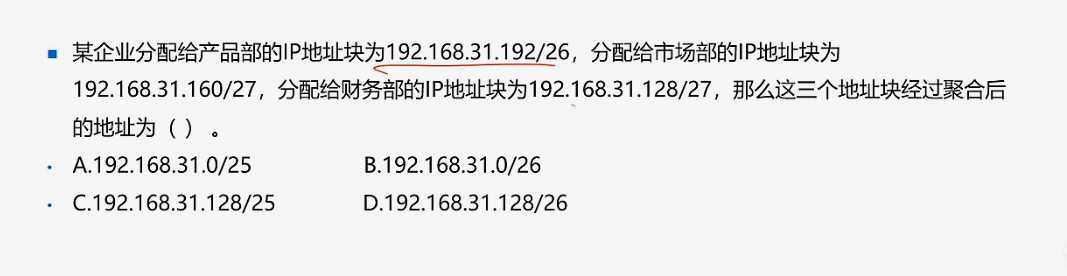 某企业分配给产品部的IP地址块为192.168.31.192/26，分配给市场部的IP地址块为
192.168.31.160/27，分配给财务部的IP地址块为192.168.31.128/27，那么这三个地址块经过聚合后
的地址为（ ）。
A.192.168.31.0/25 B.192.168.31.0/26
C.192.168.31.128/25 D.192.168.31.128/26